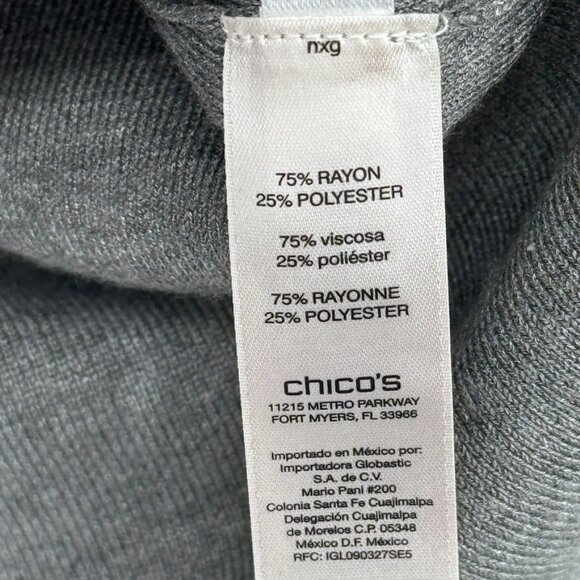 nxg
75% RAYON
25% POLYESTER
75% viscosa
25% poliéster
75% RAYONNE
25% POLYESTER
chico's
11215 METRO PARKWAY
FORT MYERS, FL 33966
Importado en México por:
Importadora Globastic
S.A. de C.V.
Mario Pani #200
Colonia Santa Fe Cuajimalpa
Delegación Cuajimalpa
de Morelos C.P. 05348
México D.F. México
RFC: IGL090327SE5